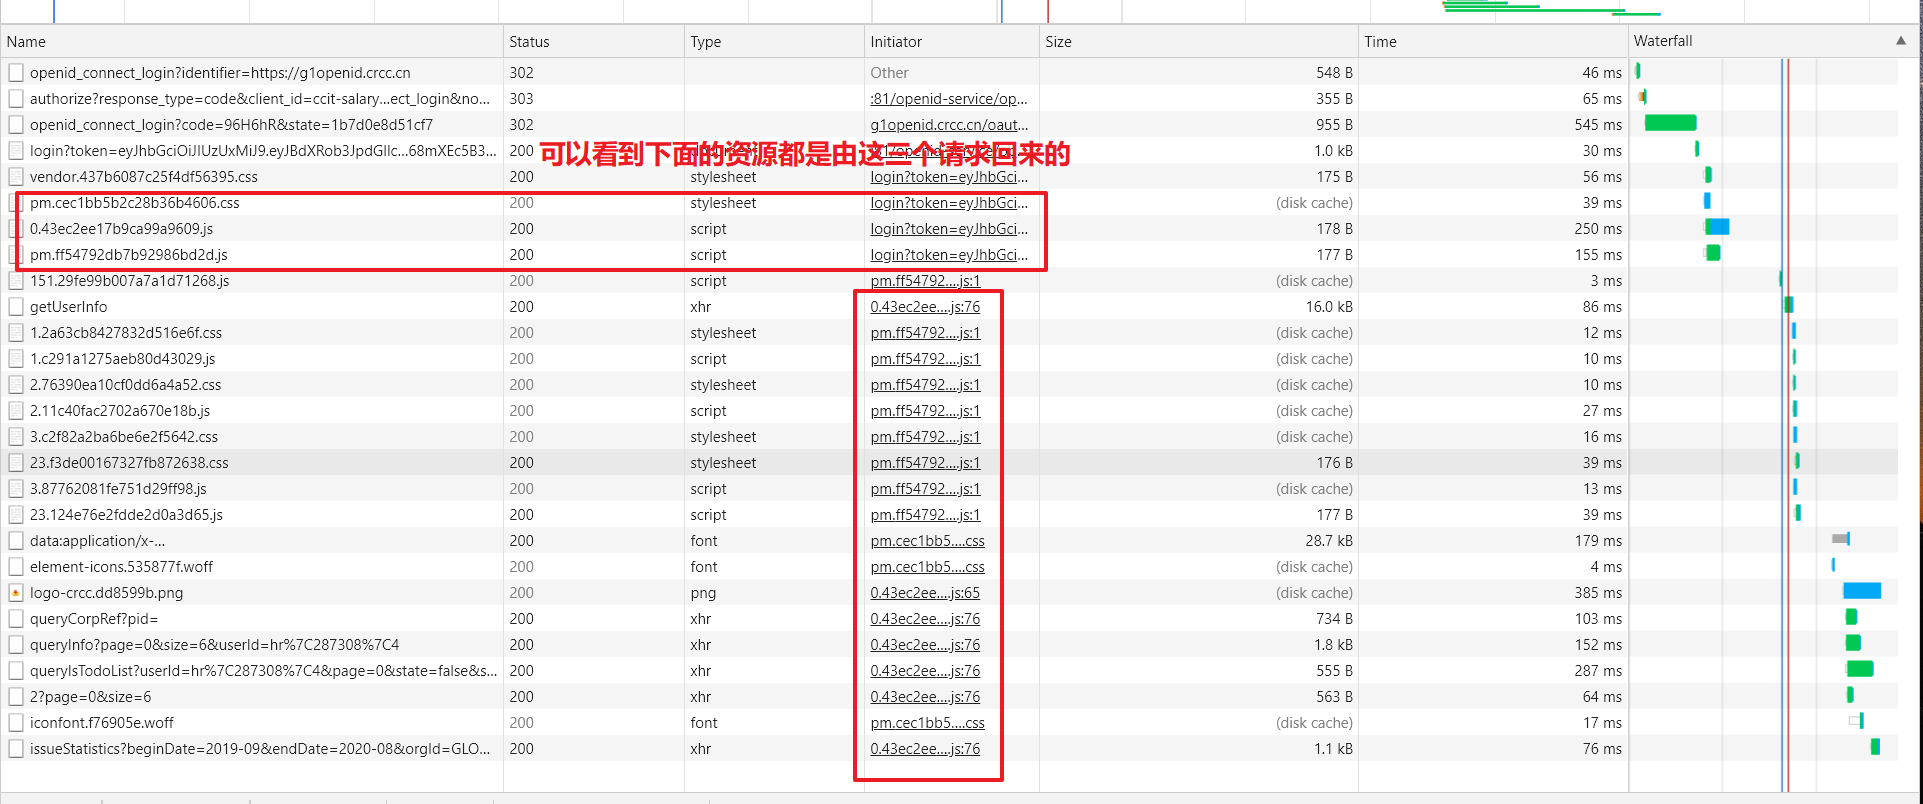 Name Status Type Initiator Size Time Waterfall
openid_connect_login?identifier=https://g1openid.crcc.cn 302 Other 548 B 46 ms
authorize?response_type=code&client_id=ccit-salary...ect_login&no... 303 :81/openid-service/op... 355 B 65 ms
openid_connect_login?code=96H6hR&state=1b7d0e8d51cf7 302 g1openid.crcc.cn/oaut... 955 B 545 ms
login?token=eyJhbGciOiJIUzUxMiJ9.eyJBdXRob3JpdGllc...68mXEc5B3... 200 1.0 kB 30 ms
可以看到下面的资源都是由这三个请求回来的
vendor.437b6087c25f4df56395.css 200 stylesheet login?token=eyJhbGci... 175 B 56 ms
pm.cec1bb5b2c28b36b4606.css 200 stylesheet login?token=eyJhbGci... (disk cache) 39 ms
0.43ec2ee17b9ca99a9609.js 200 script login?token=eyJhbGci... 178 B 250 ms
pm.ff54792db7b92986bd2d.js 200 script login?token=eyJhbGci... 177 B 155 ms
151.29fe99b007a7a1d71268.js 200 script pm.ff54792....js:1 (disk cache) 3 ms
getUserInfo 200 xhr 0.43ec2ee....js:76 16.0 kB 86 ms
1.2a63cb8427832d516e6f.css 200 stylesheet pm.ff54792....js:1 (disk cache) 12 ms
1.c291a1275aeb80d43029.js 200 script pm.ff54792....js:1 (disk cache) 10 ms
2.76390ea10cf0dd6a4a52.css 200 stylesheet pm.ff54792....js:1 (disk cache) 10 ms
2.11c40fac2702a670e18b.js 200 script pm.ff54792....js:1 (disk cache) 27 ms
3.c2f82a2ba6be6e2f5642.css 200 stylesheet pm.ff54792....js:1 (disk cache) 16 ms
23.f3de00167327fb872638.css 200 stylesheet pm.ff54792....js:1 176 B 39 ms
3.87762081fe751d29ff98.js 200 script pm.ff54792....js:1 (disk cache) 13 ms
23.124e76e2fdde2d0a3d65.js 200 script pm.ff54792....js:1 177 B 39 ms
data:application/x-... 200 font pm.cec1bb5....css 28.7 kB 179 ms
element-icons.535877f.woff 200 font pm.cec1bb5....css (disk cache) 4 ms
logo-crcc.dd8599b.png 200 png 0.43ec2ee....js:65 (disk cache) 385 ms
queryCorpRef?pid= 200 xhr 0.43ec2ee....js:76 734 B 103 ms
queryInfo?page=0&size=6&userId=hr%7C287308%7C4 200 xhr 0.43ec2ee....js:76 1.8 kB 152 ms
queryIsTodoList?userId=hr%7C287308%7C4&page=0&state=false&s... 200 xhr 0.43ec2ee....js:76 555 B 287 ms
2?page=0&size=6 200 xhr 0.43ec2ee....js:76 563 B 64 ms
iconfont.f76905e.woff 200 font pm.cec1bb5....css (disk cache) 17 ms
issueStatistics?beginDate=2019-09&endDate=2020-08&orgId=GLO... 200 xhr 0.43ec2ee....js:76 1.1 kB 76 ms